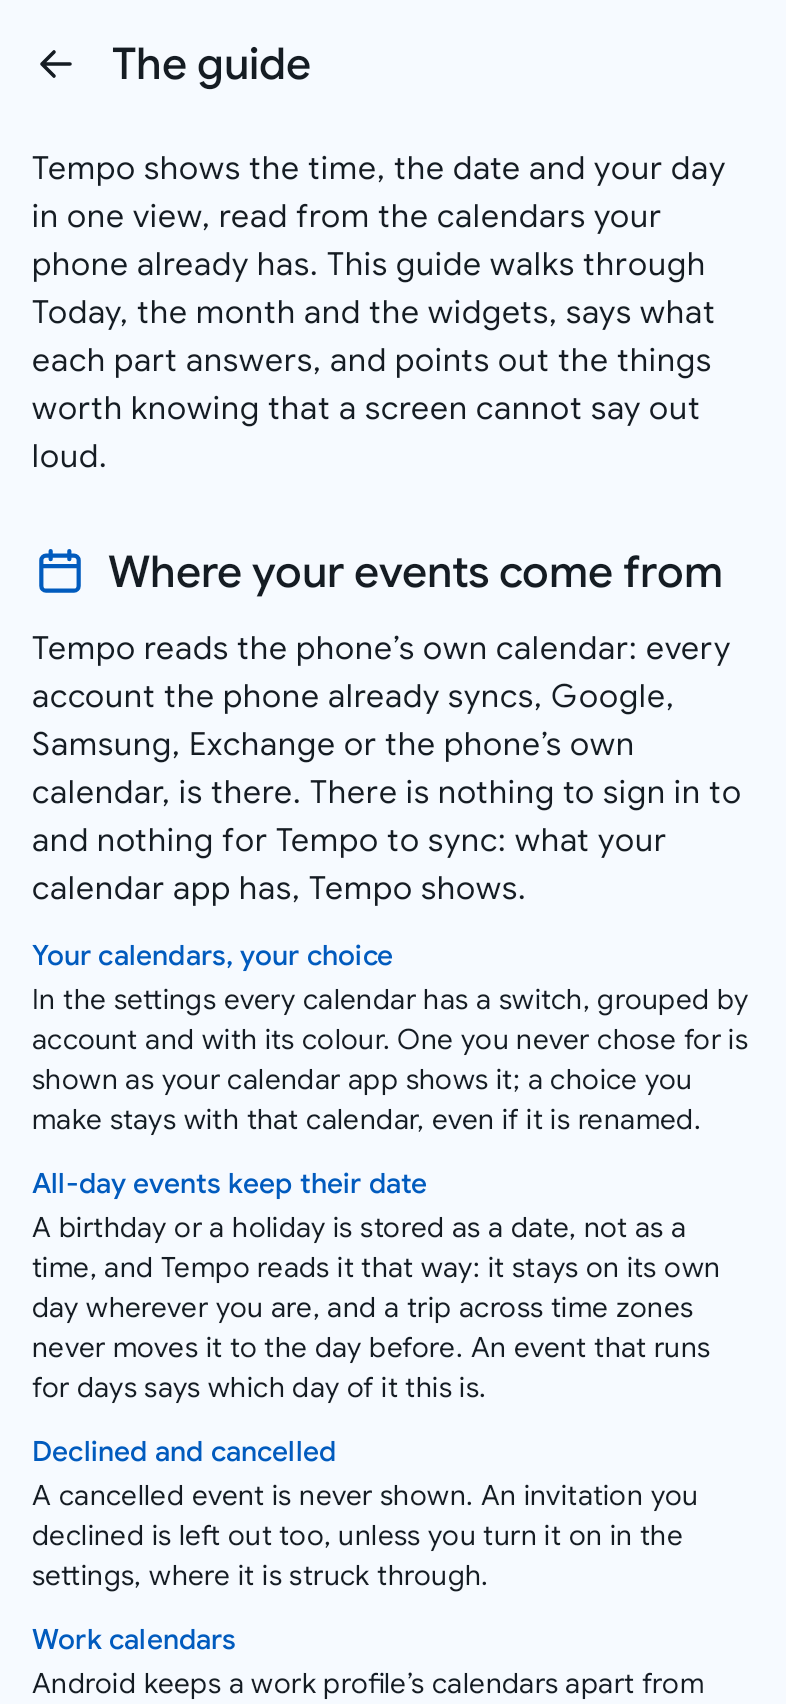 The guide
Tempo shows the time, the date and your day
in one view, read from the calendars your
phone already has. This guide walks through
Today, the month and the widgets, says what
each part answers, and points out the things
worth knowing that a screen cannot say out
loud.
Where your events come from
Tempo reads the phone’s own calendar: every
account the phone already syncs, Google,
Samsung, Exchange or the phone’s own
calendar, is there. There is nothing to sign in to
and nothing for Tempo to sync: what your
calendar app has, Tempo shows.
Your calendars, your choice
In the settings every calendar has a switch, grouped by
account and with its colour. One you never chose for is
shown as your calendar app shows it; a choice you
make stays with that calendar, even if it is renamed.
All-day events keep their date
A birthday or a holiday is stored as a date, not as a
time, and Tempo reads it that way: it stays on its own
day wherever you are, and a trip across time zones
never moves it to the day before. An event that runs
for days says which day of it this is.
Declined and cancelled
A cancelled event is never shown. An invitation you
declined is left out too, unless you turn it on in the
settings, where it is struck through.
Work calendars
Android keeps a work profile’s calendars apart from